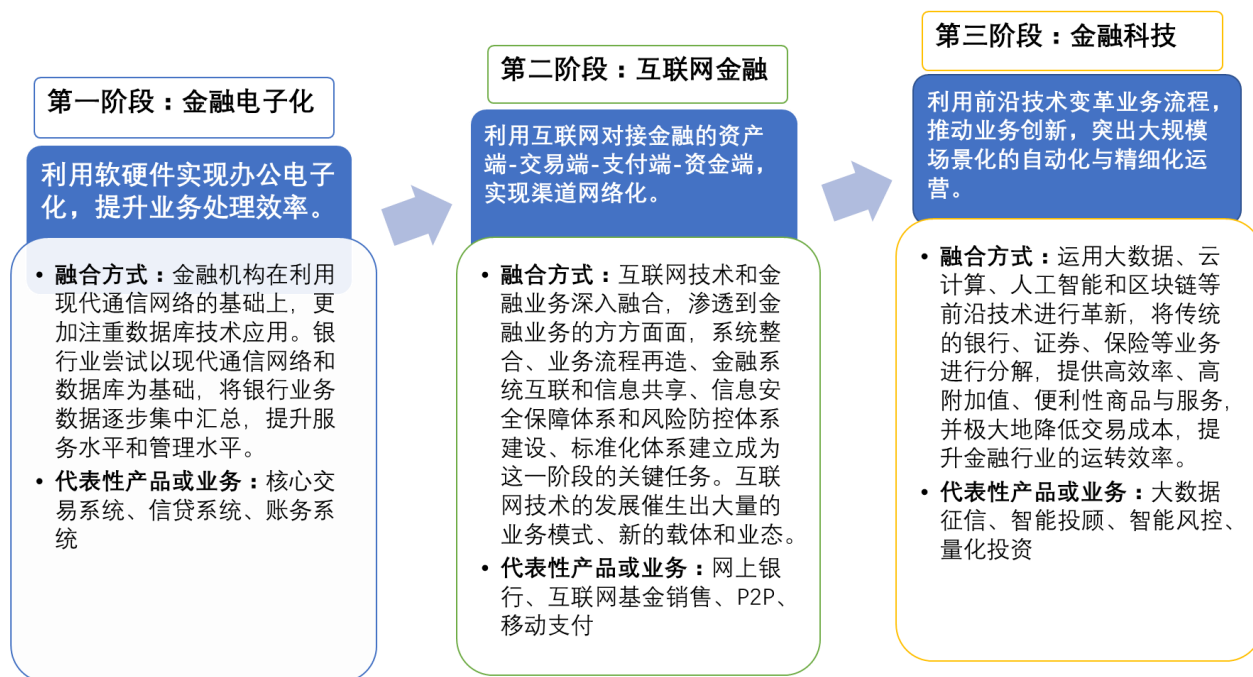 第一阶段：金融电子化
利用软硬件实现办公电子
化，提升业务处理效率。
• 融合方式：金融机构在利用
现代通信网络的基础上，更
加注重数据库技术应用。银
行业尝试以现代通信网络和
数据库为基础，将银行业务
数据逐步集中汇总，提升服
务水平和管理水平。
• 代表性产品或业务：核心交
易系统、信贷系统、账务系
统
第二阶段：互联网金融
利用互联网对接金融的资产
端-交易端-支付端-资金端，
实现渠道网络化。
• 融合方式：互联网技术和金
融业务深入融合，渗透到金
融业务的方方面面，系统整
合、业务流程再造、金融系
统互联和信息共享、信息安
全保障体系和风险防控体系
建设、标准化体系建立成为
这一阶段的关键任务。互联
网技术的发展催生出大量的
业务模式、新的载体和业态。
• 代表性产品或业务：网上银
行、互联网基金销售、P2P、
移动支付
第三阶段：金融科技
利用前沿技术变革业务流程，
推动业务创新，突出大规模
场景化的自动化与精细化运
营。
• 融合方式：运用大数据、云
计算、人工智能和区块链等
前沿技术进行革新，将传统
的银行、证券、保险等业务
进行分解，提供高效率、高
附加值、便利性商品与服务，
并极大地降低交易成本，提
升金融行业的运转效率。
• 代表性产品或业务：大数据
征信、智能投顾、智能风控、
量化投资